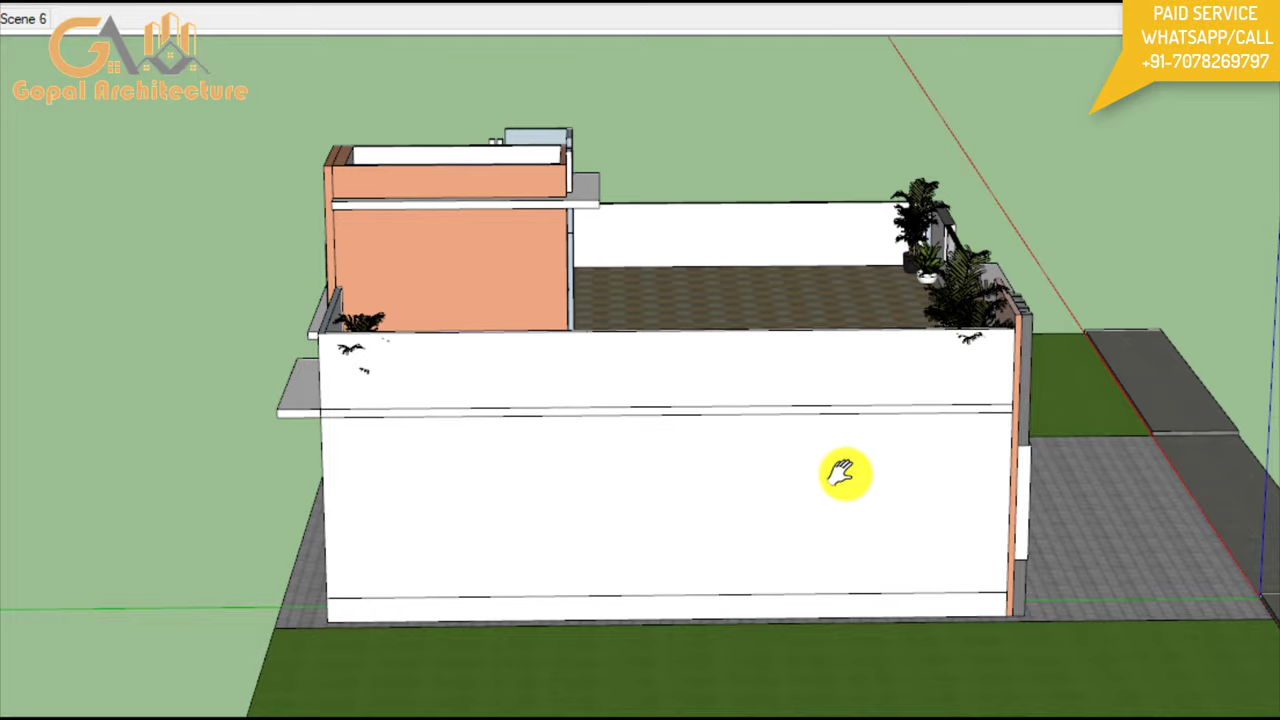 Scene 6
PAID SERVICE
WHATSAPP/CALL
+91-7078269797
Gopal Architecture